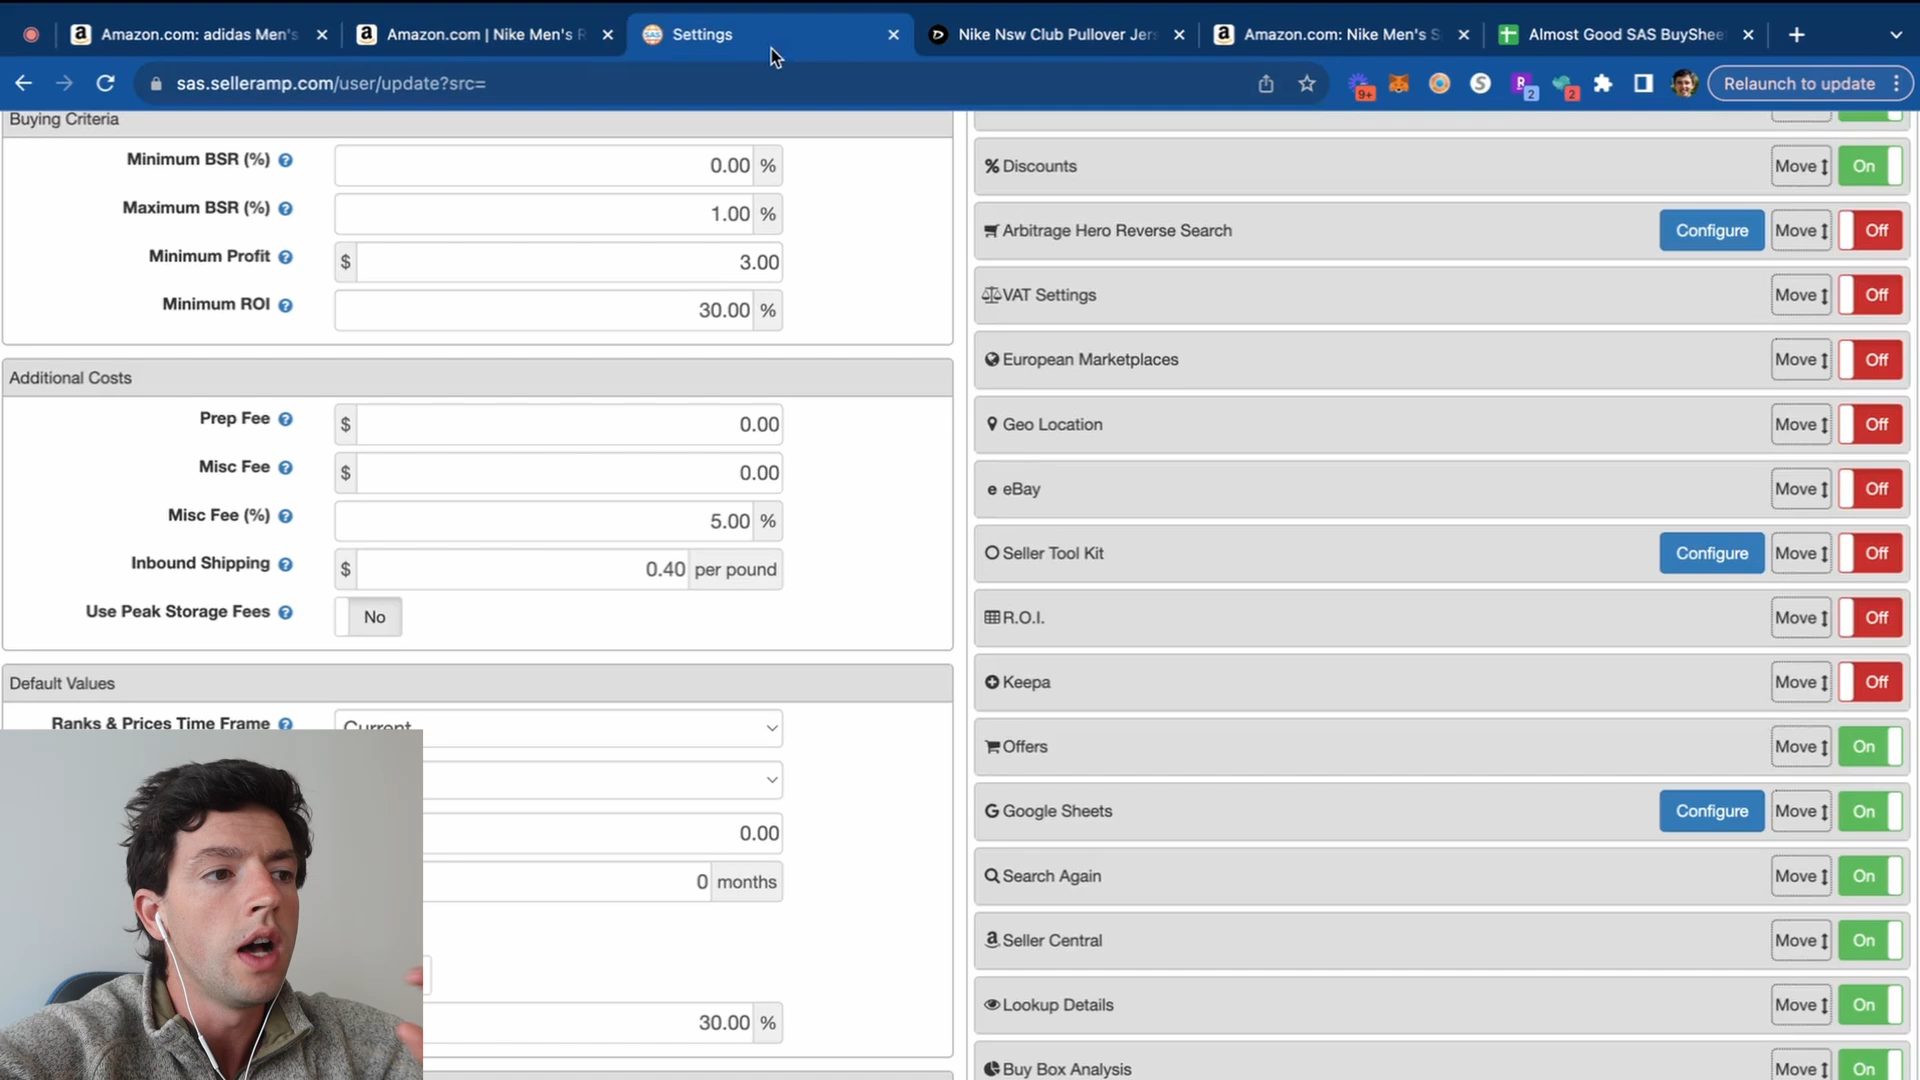 Amazon.com: adidas Men's
Amazon.com | Nike Men's R
Settings
Nike Nsw Club Pullover Jers
Amazon.com: Nike Men's S
Almost Good SAS BuyShee
sas.selleramp.com/user/update?src=
9+
2
2
Relaunch to update
Buying Criteria
Minimum BSR (%)
0.00 %
Maximum BSR (%)
1.00 %
Minimum Profit
$ 3.00
Minimum ROI
30.00 %
Additional Costs
Prep Fee
$ 0.00
Misc Fee
$ 0.00
Misc Fee (%)
5.00 %
Inbound Shipping
$ 0.40 per pound
Use Peak Storage Fees
No
Default Values
Ranks & Prices Time Frame
Current
0.00
0 months
30.00 %
Discounts Move On
Arbitrage Hero Reverse Search Configure Move Off
VAT Settings Move Off
European Marketplaces Move Off
Geo Location Move Off
eBay Move Off
Seller Tool Kit Configure Move Off
R.O.I. Move Off
Keepa Move Off
Offers Move On
Google Sheets Configure Move On
Search Again Move On
Seller Central Move On
Lookup Details Move On
Buy Box Analysis Move On